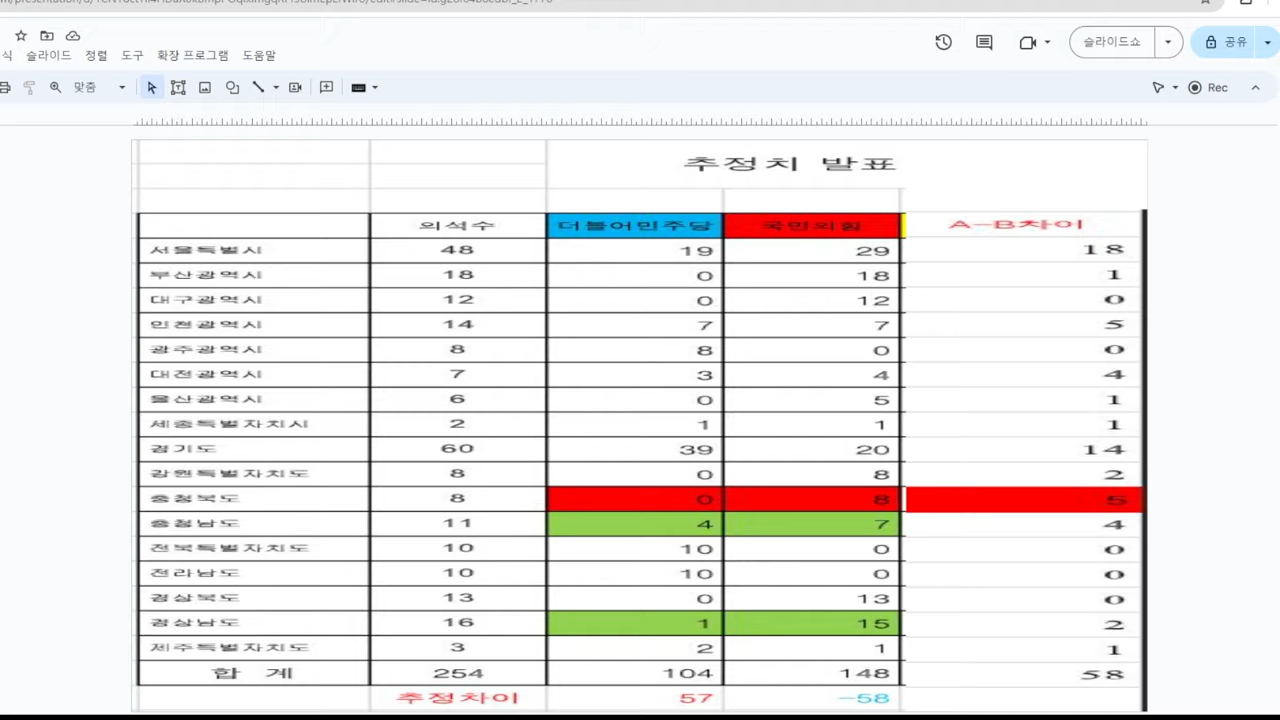 식 슬라이드 정렬 도구 확장 프로그램 도움말
슬라이드쇼 공유
맞춤 Rec
추정치 발표
의석수 더불어민주당 국민의힘 A-B차이
서울특별시 48 19 29 18
부산광역시 18 0 18 1
대구광역시 12 0 12 0
인천광역시 14 7 7 5
광주광역시 8 8 0 0
대전광역시 7 3 4 4
울산광역시 6 0 5 1
세종특별자치시 2 1 1 1
경기도 60 39 20 14
강원특별자치도 8 0 8 2
충청북도 8 0 8 5
충청남도 11 4 7 4
전북특별자치도 10 10 0 0
전라남도 10 10 0 0
경상북도 13 0 13 0
경상남도 16 1 15 2
제주특별자치도 3 2 1 1
합 계 254 104 148 58
추정차이 57 -58